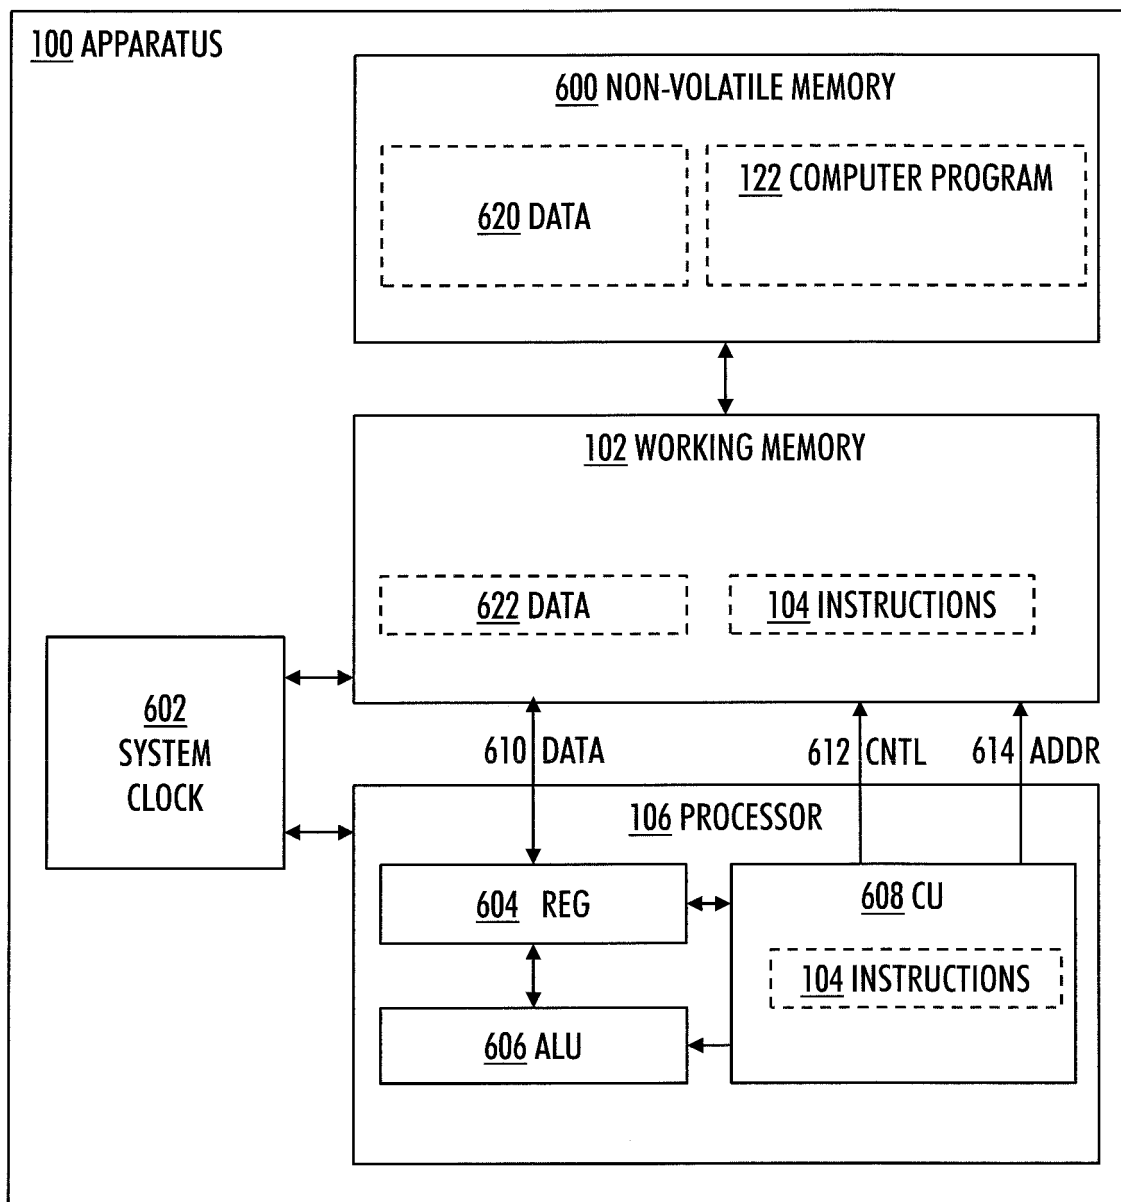 100 APPARATUS
600 NON-VOLATILE MEMORY
620 DATA
122 COMPUTER PROGRAM
102 WORKING MEMORY
622 DATA
104 INSTRUCTIONS
602
SYSTEM
CLOCK
610 DATA
612 CNTL
614 ADDR
106 PROCESSOR
604 REG
608 CU
104 INSTRUCTIONS
606 ALU